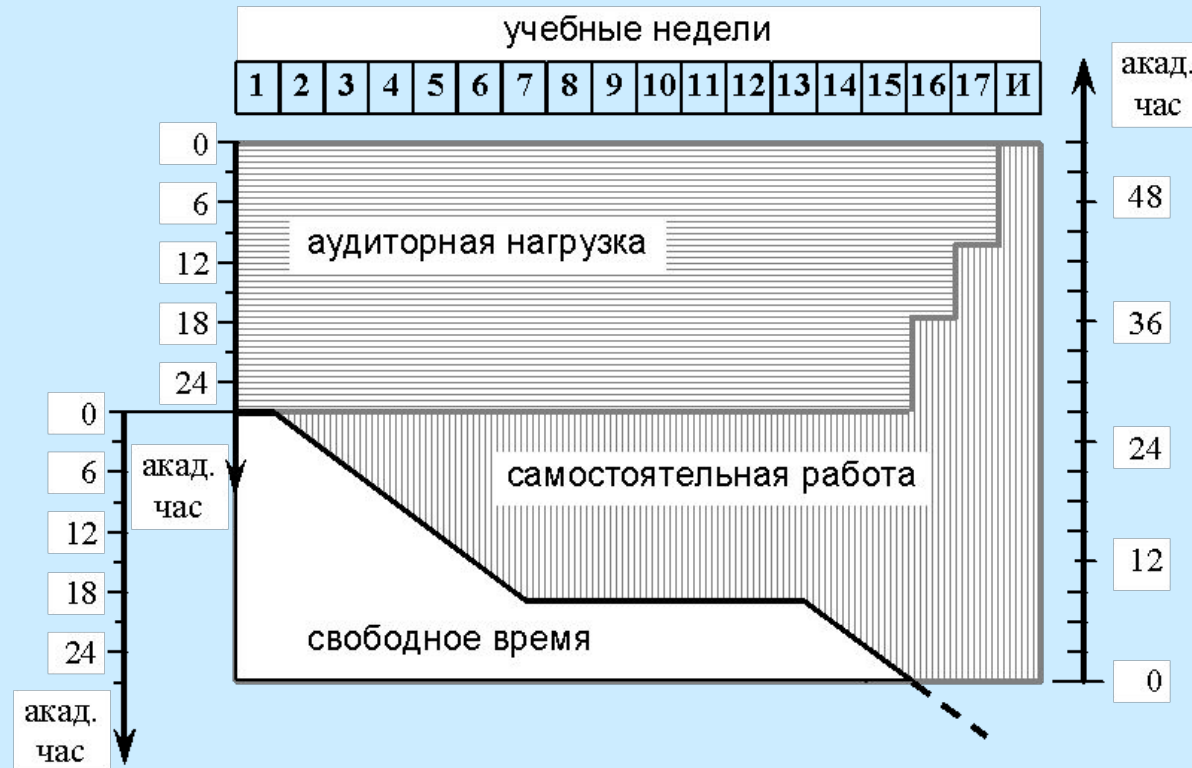 учебные недели
1 2 3 4 5 6 7 8 9 10 11 12 13 14 15 16 17 И
акад.
час
0
6
12
18
24
аудиторная нагрузка
48
36
24
12
0
0
6
12
18
24
акад.
час
самостоятельная работа
свободное время
акад.
час